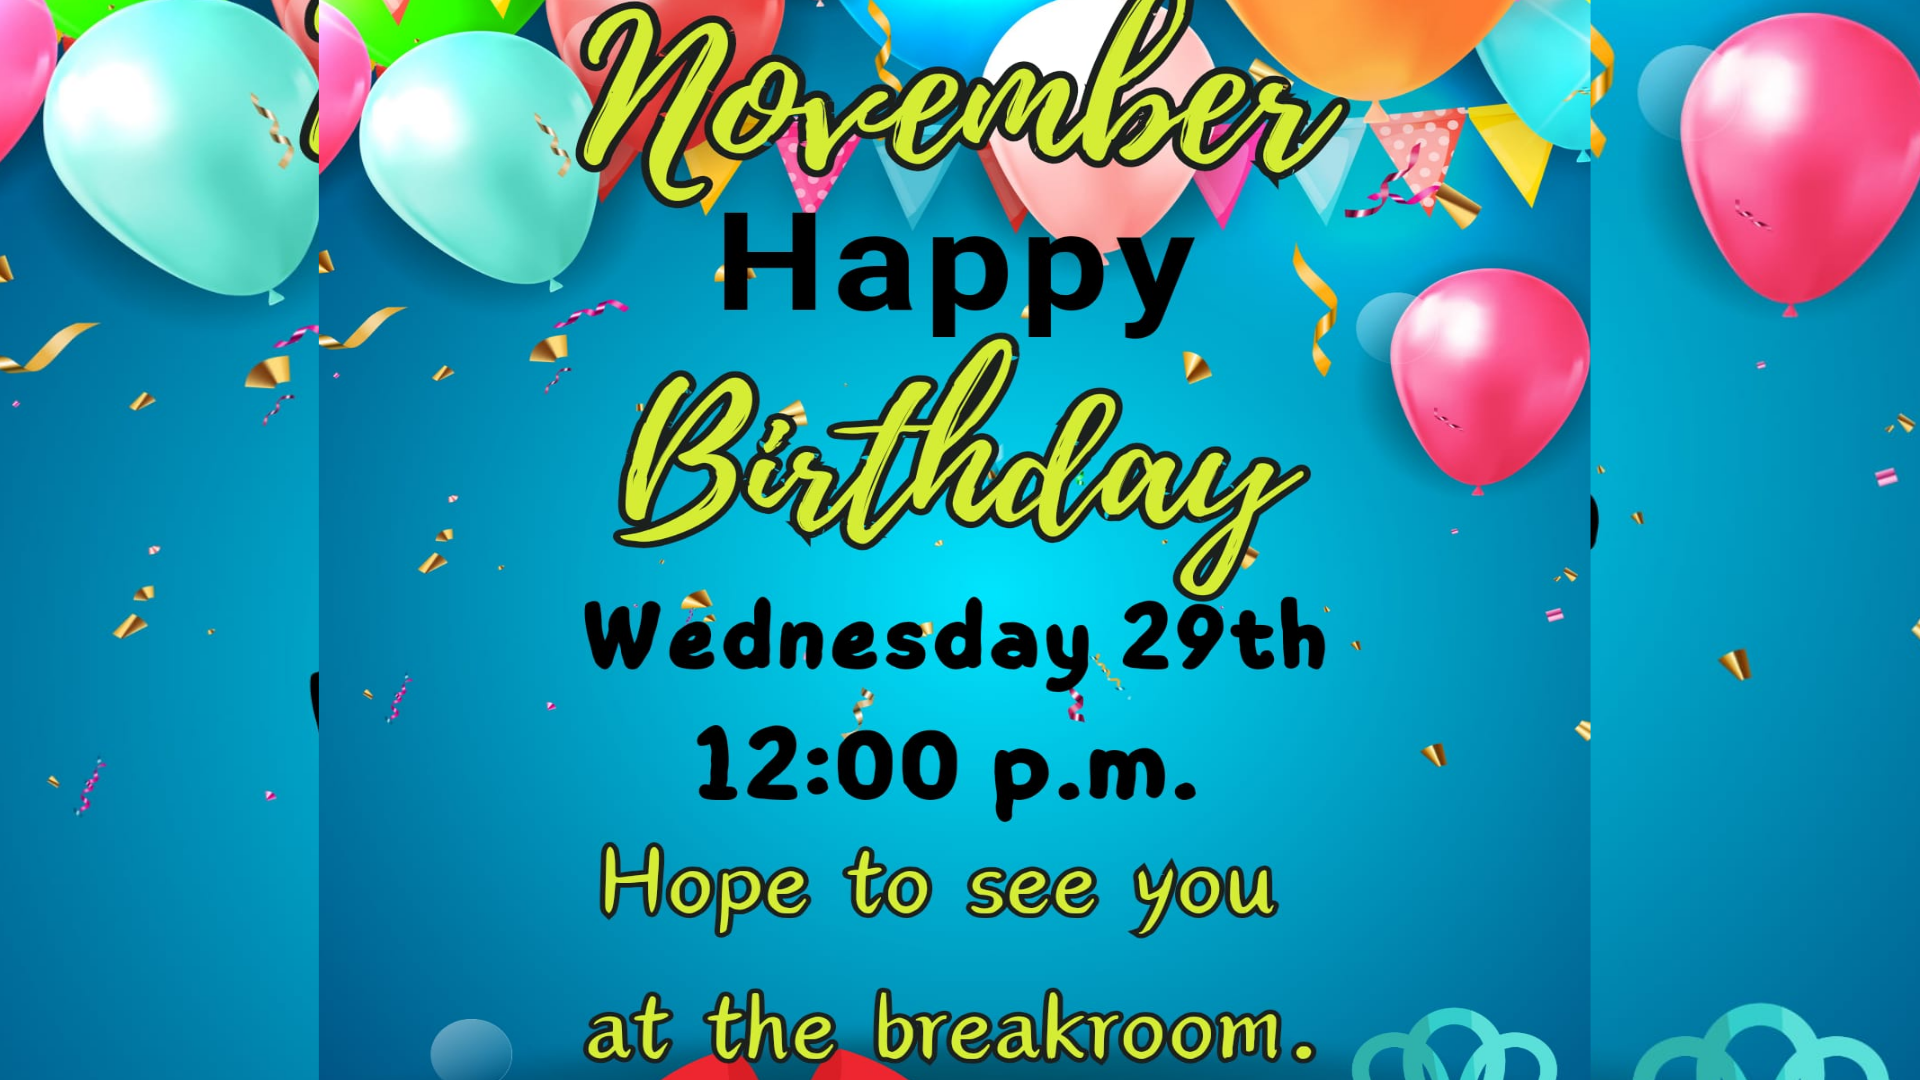 November
Happy
Birthday
Wednesday 29th
12:00 p.m.
Hope to see you
at the breakroom.